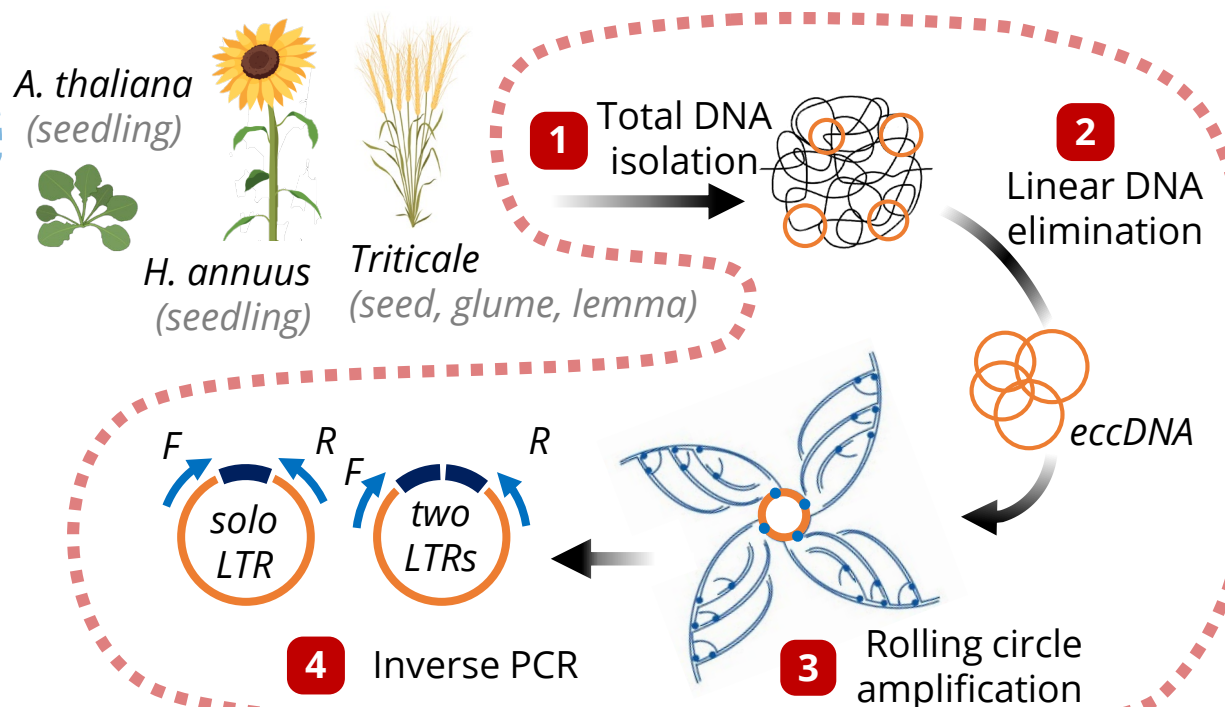 A. thaliana
(seedling)
H. annuus
(seedling)
Triticale
(seed, glume, lemma)
1
Total DNA
isolation
2
Linear DNA
elimination
eccDNA
3
Rolling circle
amplification
4
Inverse PCR
F
R
solo
LTR
F
R
two
LTRs